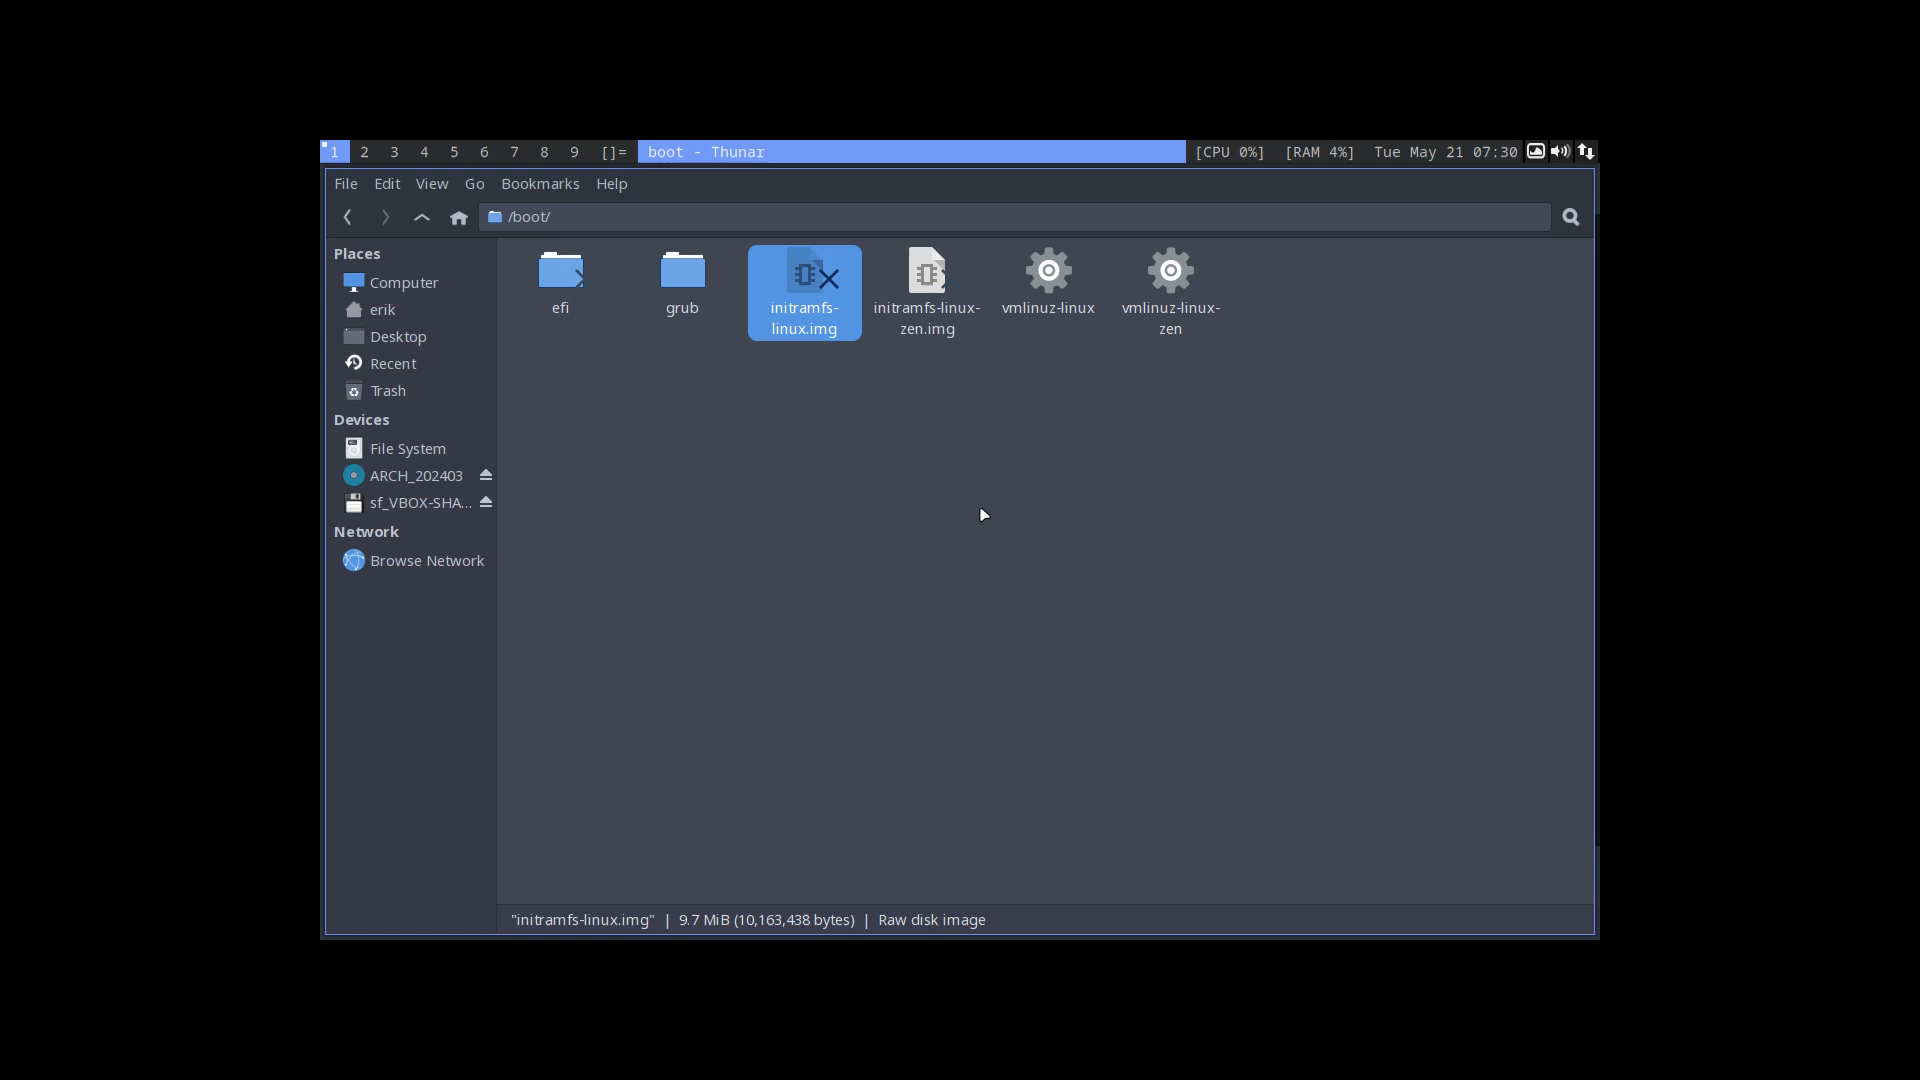 1 2 3 4 5 6 7 8 9 []= boot - Thunar [CPU 0%] [RAM 4%] Tue May 21 07:30
File Edit View Go Bookmarks Help
/boot/
Places
Computer
erik
Desktop
Recent
Trash
Devices
File System
ARCH_202403
sf_VBOX-SHA...
Network
Browse Network
efi
grub
initramfs-
linux.img
initramfs-linux-
zen.img
vmlinuz-linux
vmlinuz-linux-
zen
"initramfs-linux.img" | 9.7 MiB (10,163,438 bytes) | Raw disk image